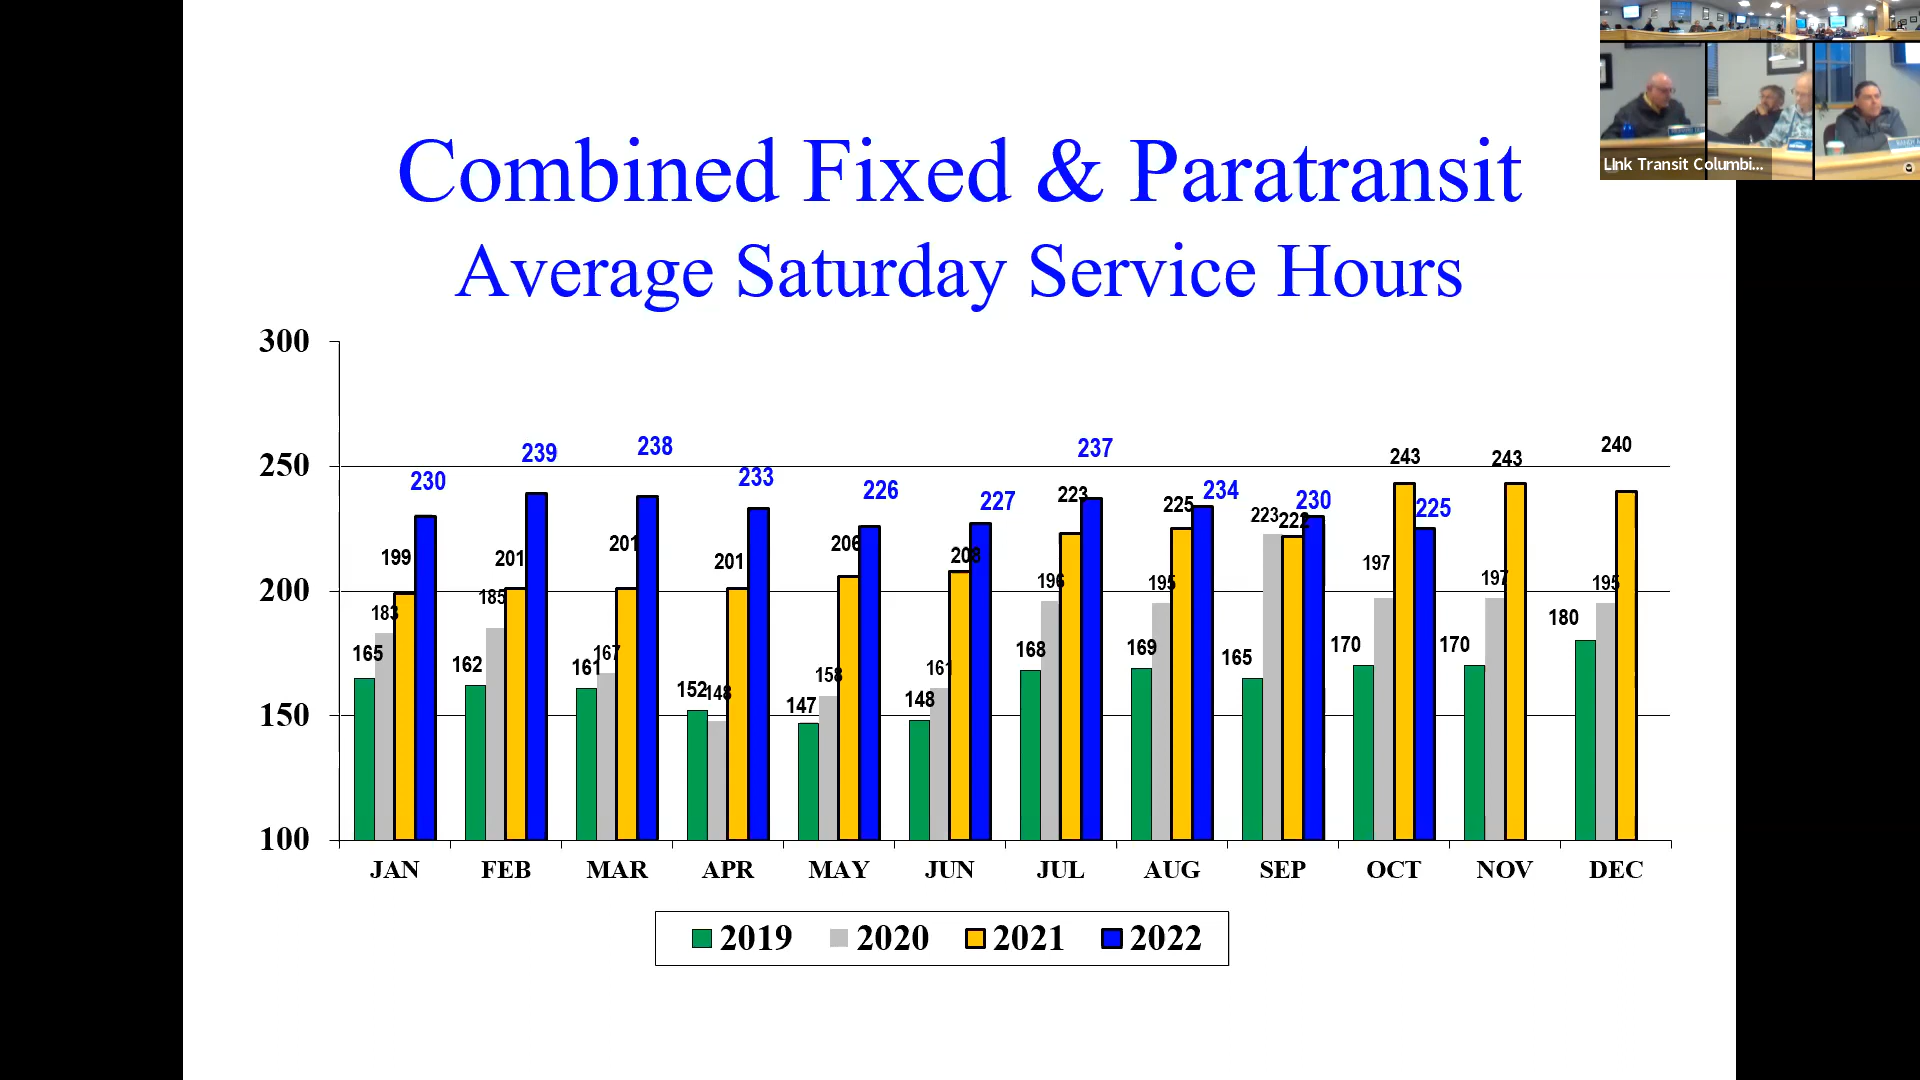 Combined Fixed & Paratransit
Average Saturday Service Hours
LInk Transit Columbi...
300
250
200
150
100
165 183 199 230
162 185 201 239
161 167 201 238
152 148 201 233
147 158 206 226
148 161 208 227
168 196 223 237
169 195 225 234
165 223 222 230
170 197 243 225
170 197 243
180 195 240
JAN FEB MAR APR MAY JUN JUL AUG SEP OCT NOV DEC
2019 2020 2021 2022